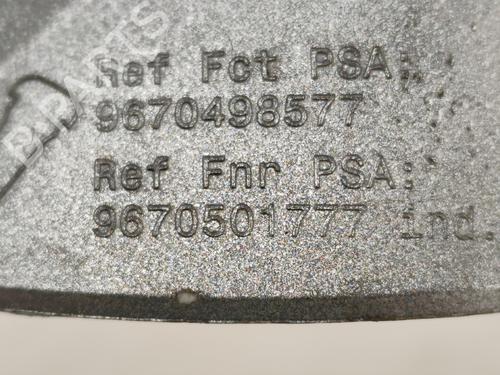 Ref Fct PSA:
9670498577
Ref Fnr PSA:
9670501777 ind.